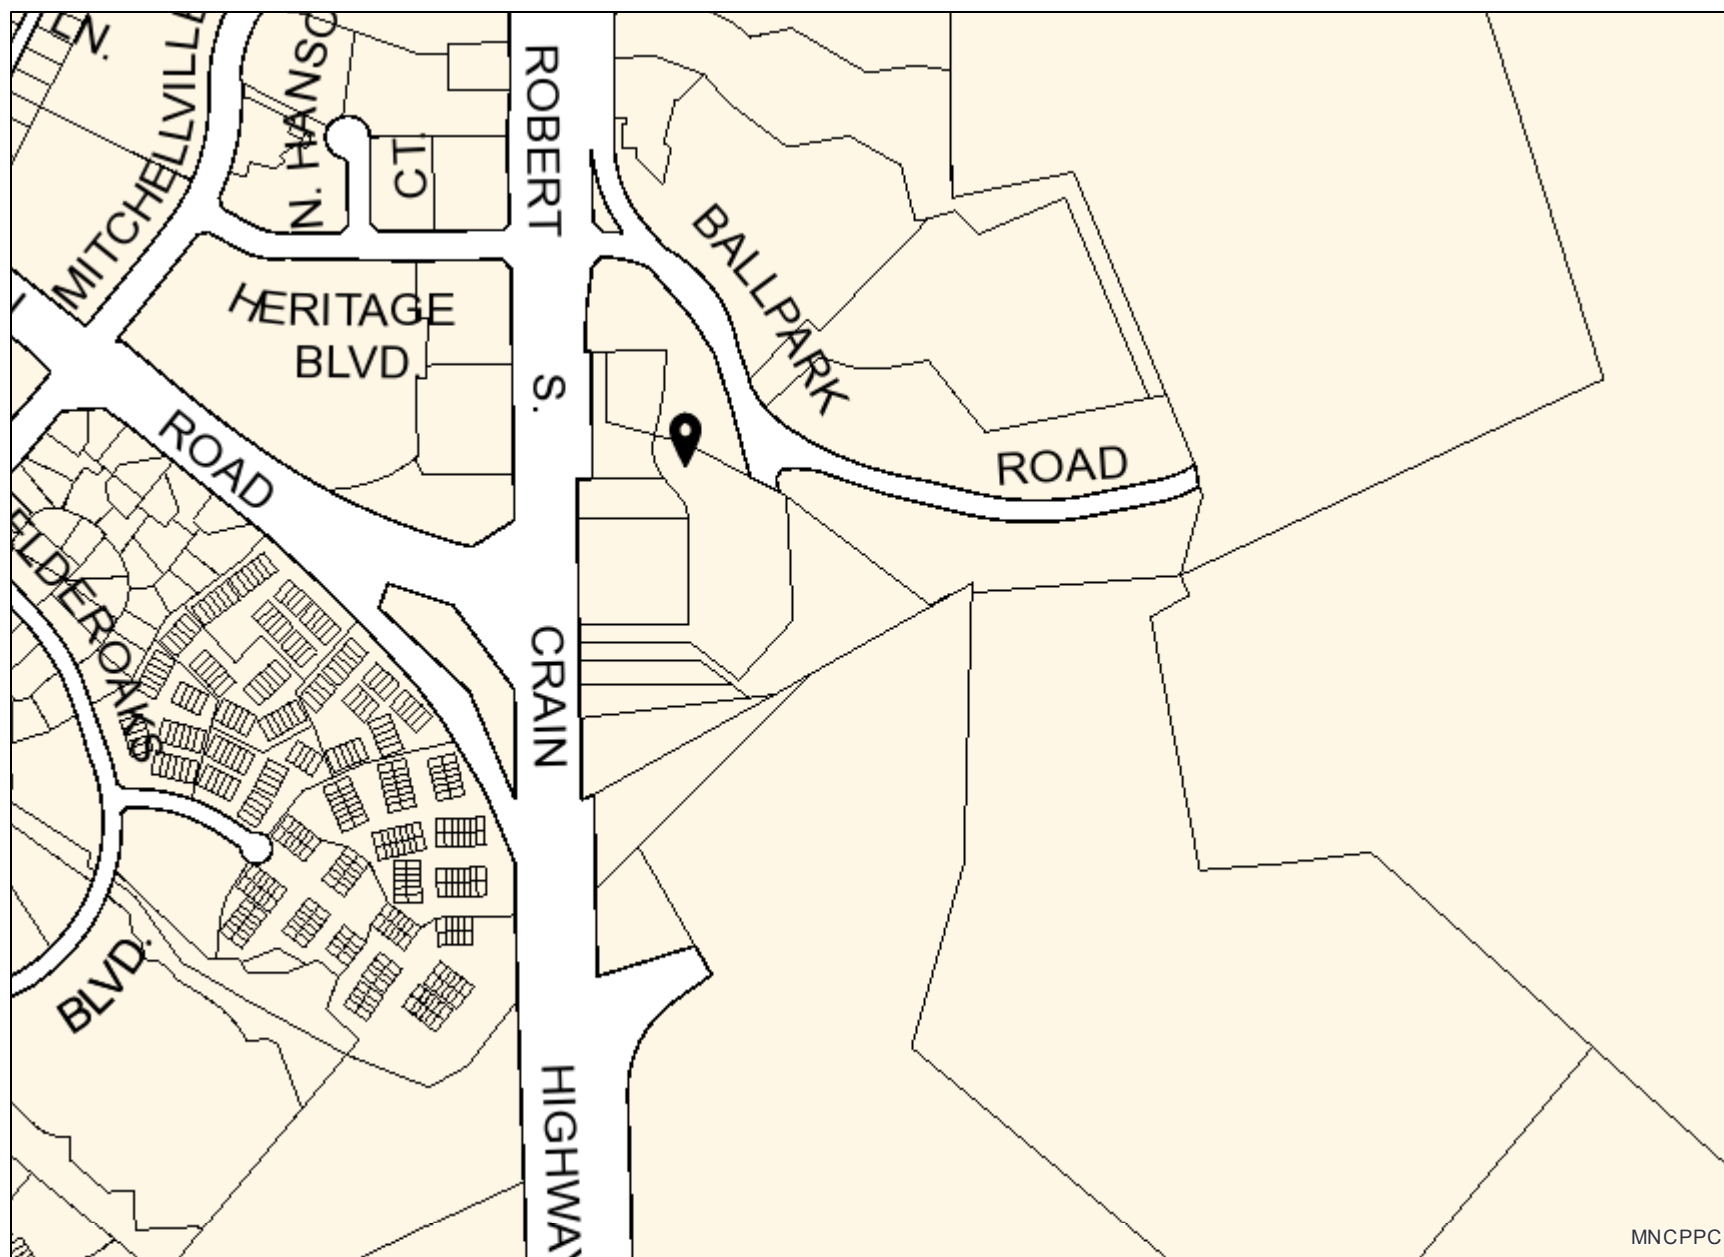 N.
MITCHELLVILLE
N. HANSO
CT.
ROBERT
S.
CRAIN
HIGHWAY
BALLPARK
ROAD
HERITAGE
BLVD.
ROAD
ELDEROAKS
BLVD.
MNCPPC